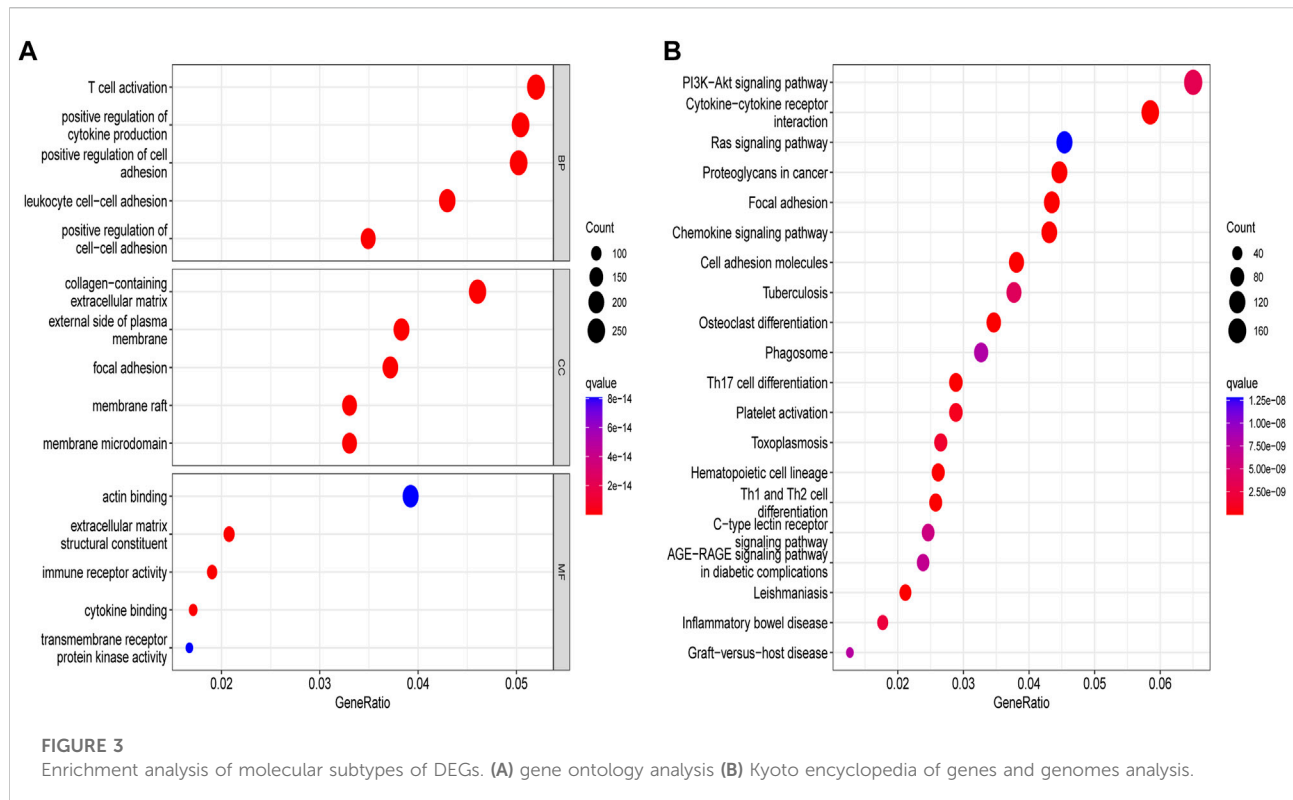 A
T cell activation
positive regulation of
cytokine production
positive regulation of cell
adhesion
leukocyte cell−cell adhesion
positive regulation of
cell−cell adhesion
BP
collagen-containing
extracellular matrix
external side of plasma
membrane
focal adhesion
membrane raft
membrane microdomain
CC
actin binding
extracellular matrix
structural constituent
immune receptor activity
cytokine binding
transmembrane receptor
protein kinase activity
MF
0.02 0.03 0.04 0.05
GeneRatio
Count
100
150
200
250
qvalue
8e−14
6e−14
4e−14
2e−14
B
PI3K−Akt signaling pathway
Cytokine−cytokine receptor
interaction
Ras signaling pathway
Proteoglycans in cancer
Focal adhesion
Chemokine signaling pathway
Cell adhesion molecules
Tuberculosis
Osteoclast differentiation
Phagosome
Th17 cell differentiation
Platelet activation
Toxoplasmosis
Hematopoietic cell lineage
Th1 and Th2 cell
differentiation
C−type lectin receptor
signaling pathway
AGE−RAGE signaling pathway
in diabetic complications
Leishmaniasis
Inflammatory bowel disease
Graft−versus−host disease
0.02 0.03 0.04 0.05 0.06
GeneRatio
Count
40
80
120
160
qvalue
1.25e−08
1.00e−08
7.50e−09
5.00e−09
2.50e−09
FIGURE 3
Enrichment analysis of molecular subtypes of DEGs. (A) gene ontology analysis (B) Kyoto encyclopedia of genes and genomes analysis.